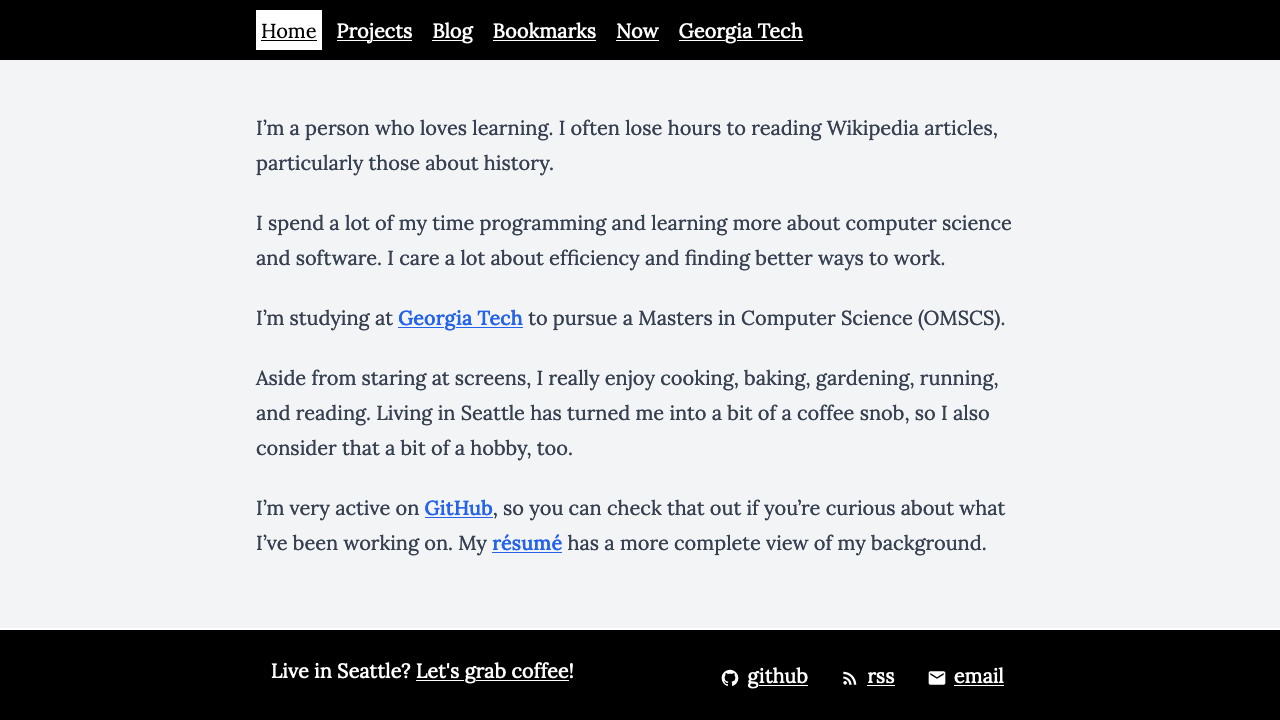 Home Projects Blog Bookmarks Now Georgia Tech
I’m a person who loves learning. I often lose hours to reading Wikipedia articles,
particularly those about history.
I spend a lot of my time programming and learning more about computer science
and software. I care a lot about efficiency and finding better ways to work.
I’m studying at Georgia Tech to pursue a Masters in Computer Science (OMSCS).
Aside from staring at screens, I really enjoy cooking, baking, gardening, running,
and reading. Living in Seattle has turned me into a bit of a coffee snob, so I also
consider that a bit of a hobby, too.
I’m very active on GitHub, so you can check that out if you’re curious about what
I’ve been working on. My résumé has a more complete view of my background.
Live in Seattle? Let's grab coffee! github rss email